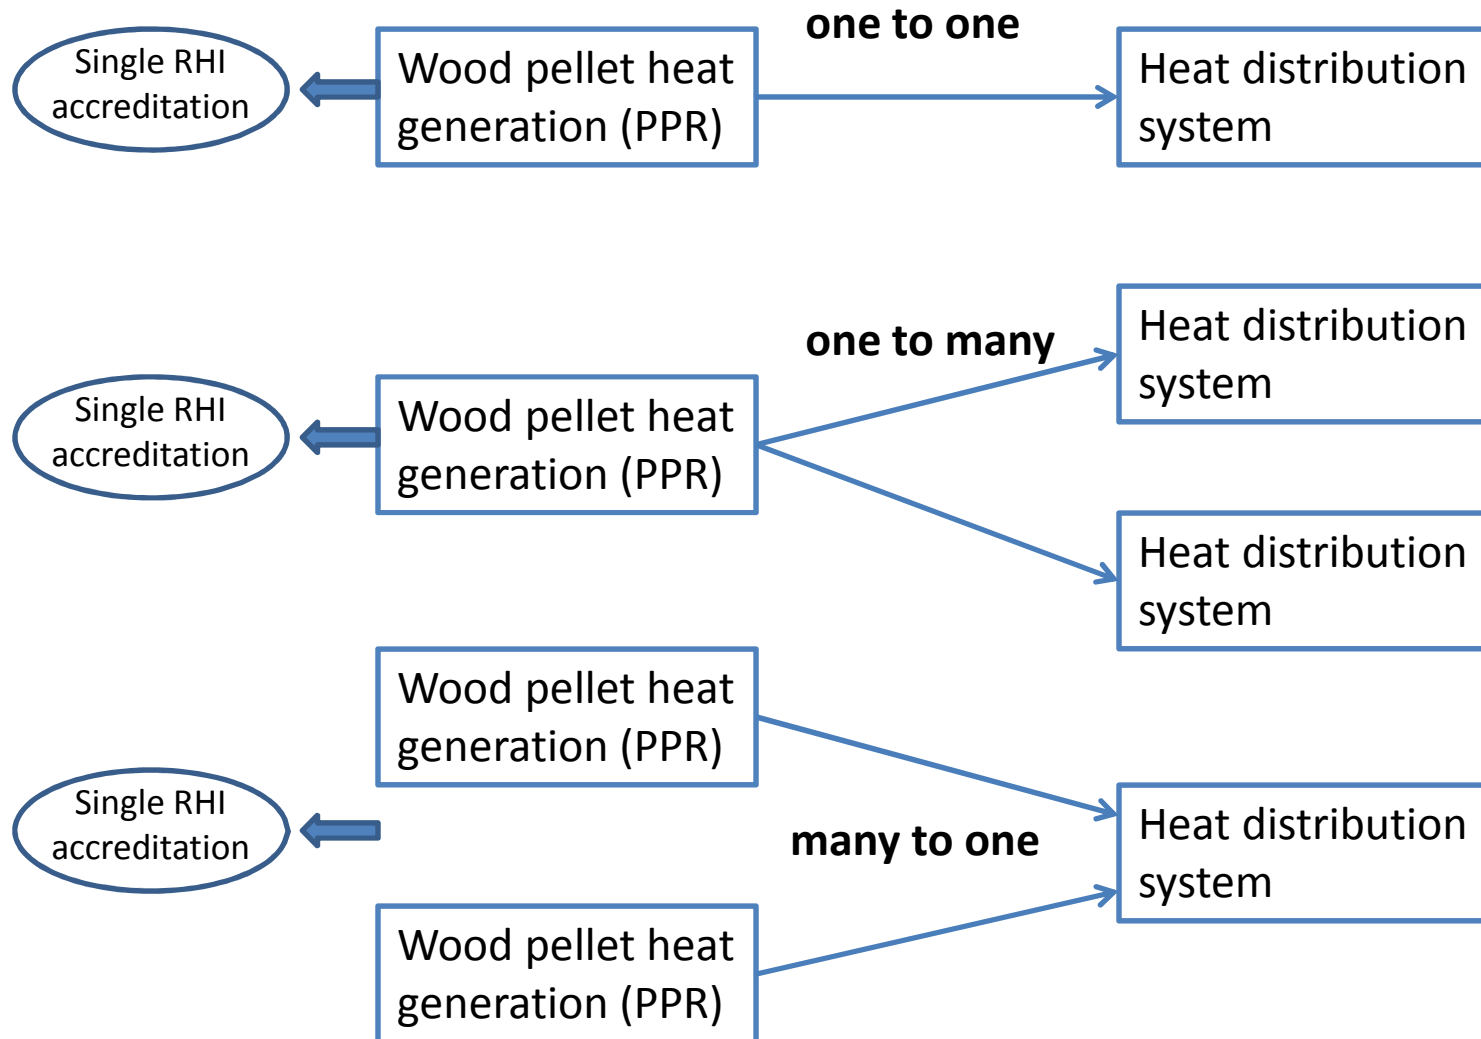 one to one
Single RHI
accreditation
Wood pellet heat
generation (PPR)
Heat distribution
system
one to many
Single RHI
accreditation
Wood pellet heat
generation (PPR)
Heat distribution
system
Heat distribution
system
Wood pellet heat
generation (PPR)
Single RHI
accreditation
many to one
Heat distribution
system
Wood pellet heat
generation (PPR)